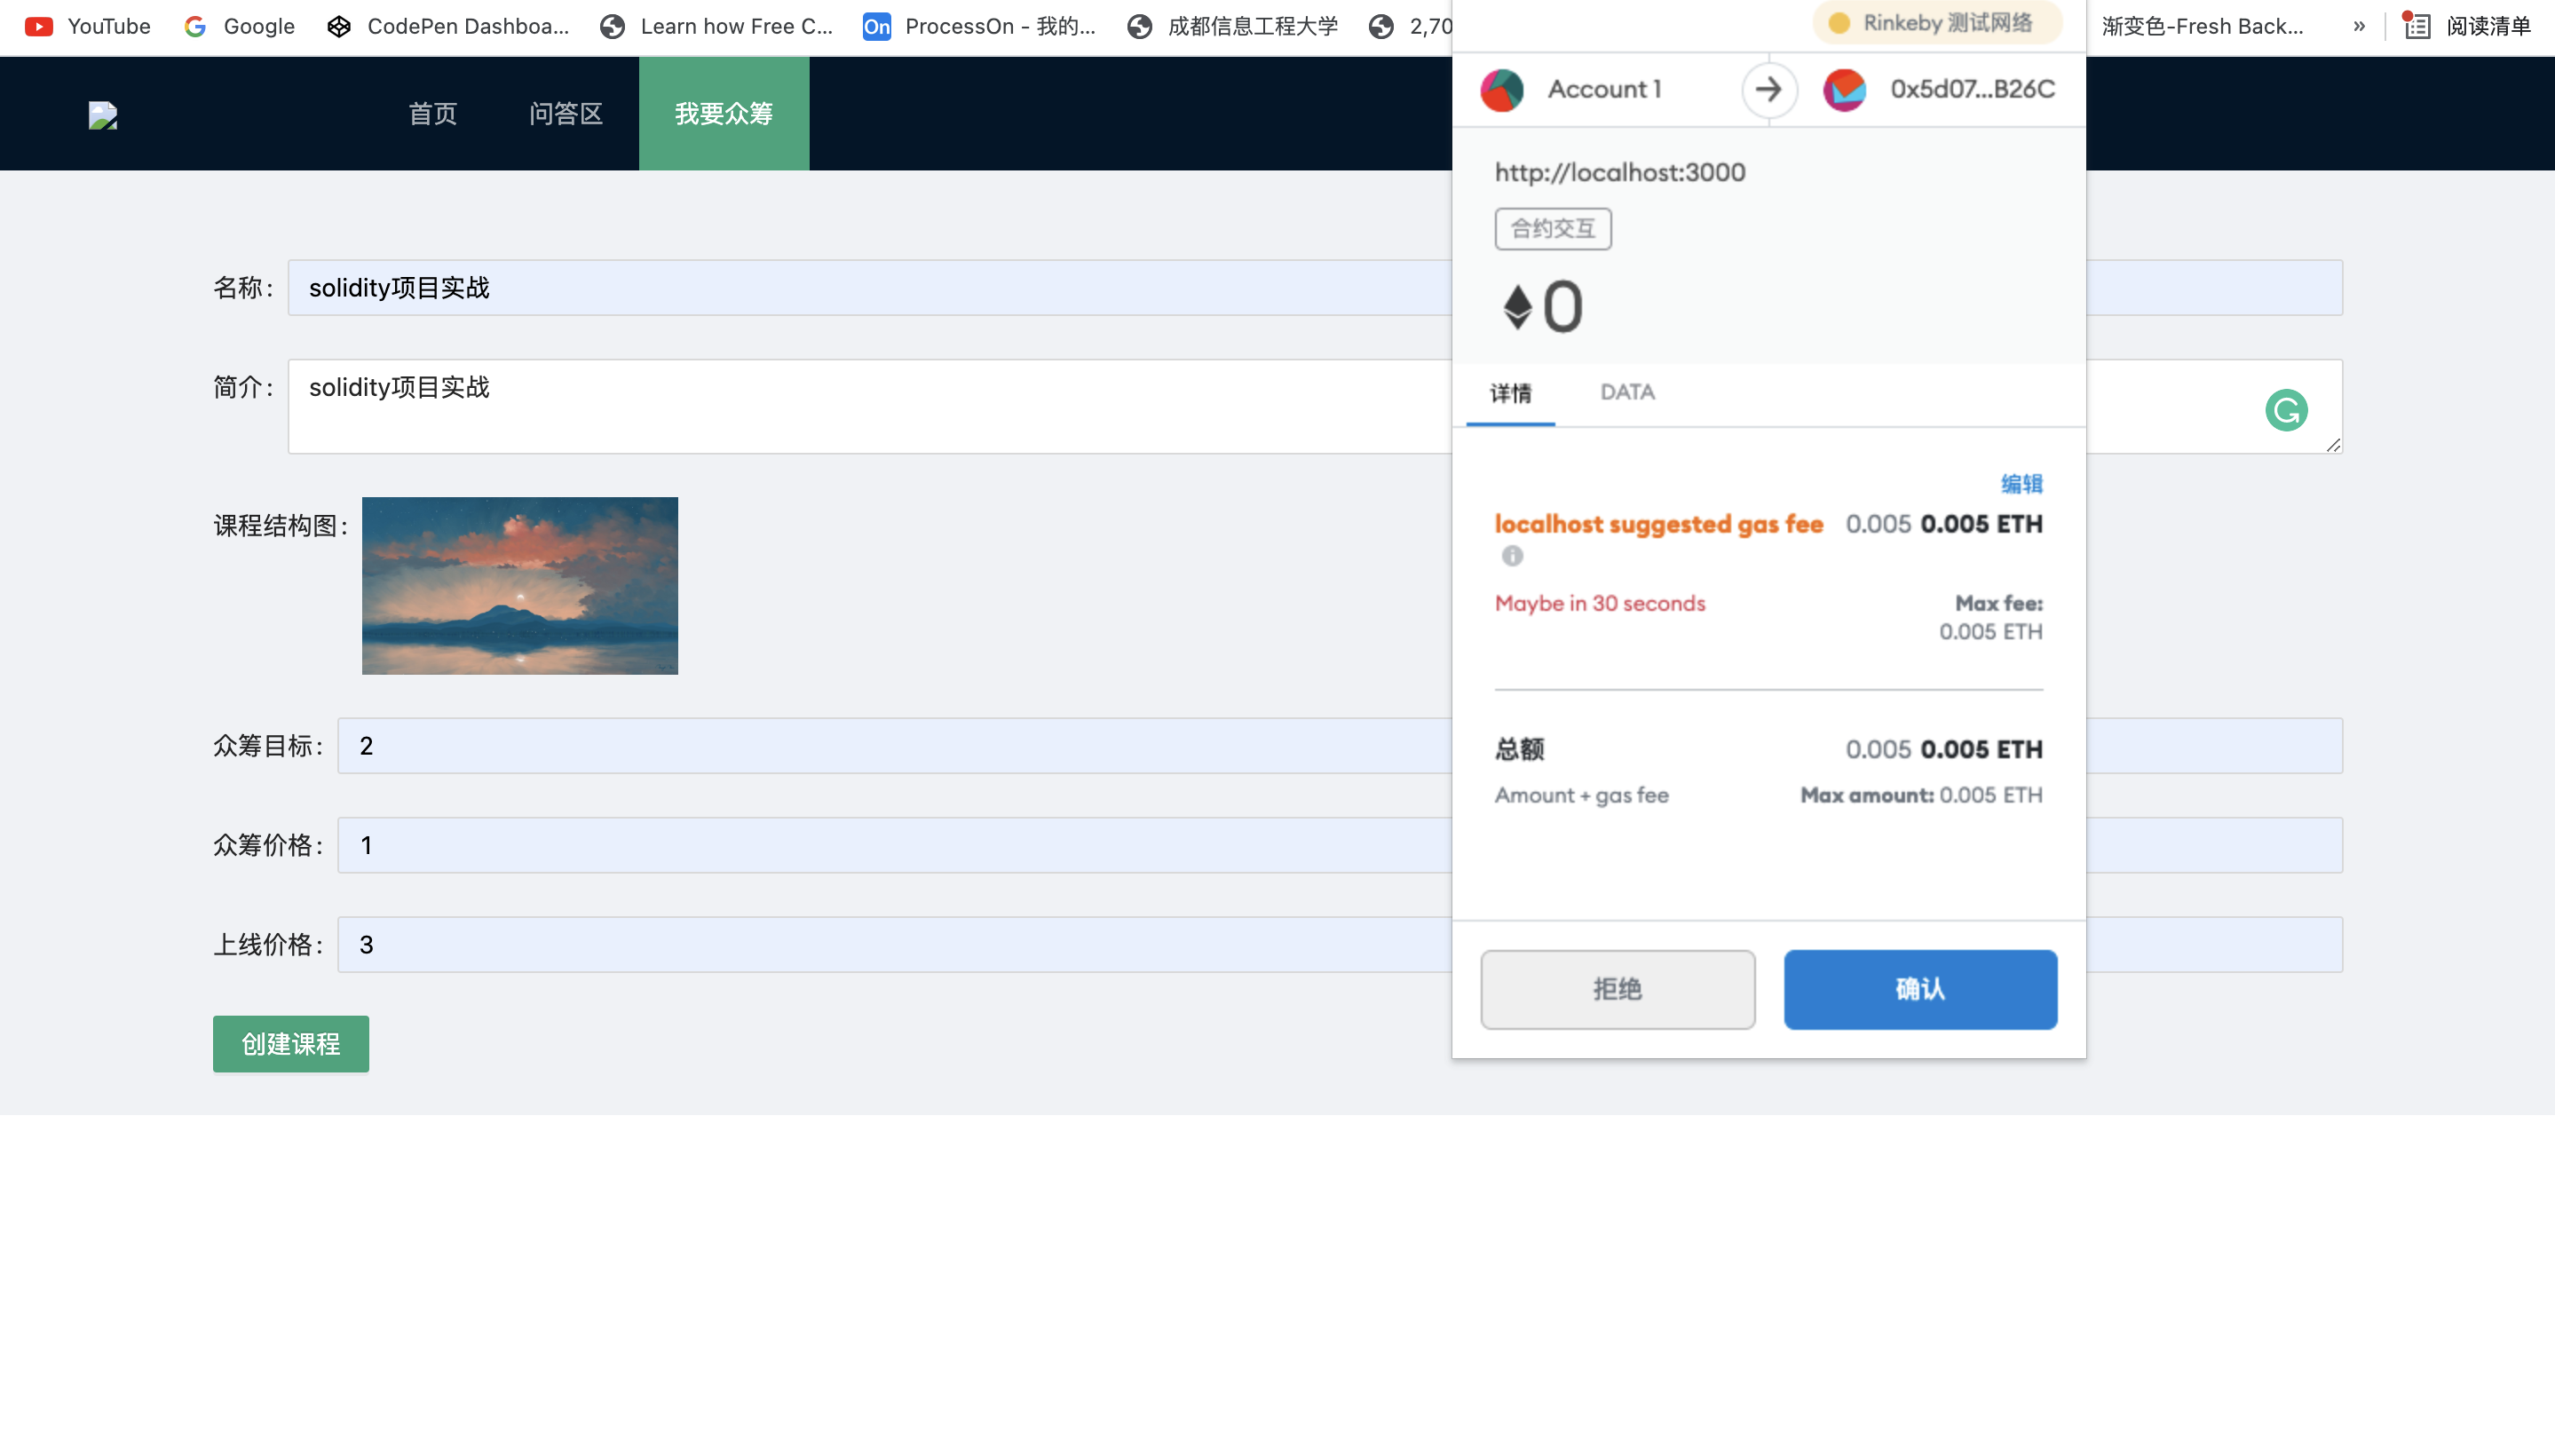 YouTube Google CodePen Dashboa... Learn how Free C... On ProcessOn - 我的... 成都信息工程大学 2,70 渐变色-Fresh Back... » 阅读清单
首页 问答区 我要众筹
名称: solidity项目实战
简介: solidity项目实战
课程结构图:
众筹目标: 2
众筹价格: 1
上线价格: 3
创建课程
Rinkeby 测试网络
Account 1 0x5d07...B26C
http://localhost:3000
合约交互
0
详情 DATA
编辑
localhost suggested gas fee 0.005 0.005 ETH
Maybe in 30 seconds Max fee:
0.005 ETH
总额 0.005 0.005 ETH
Amount + gas fee Max amount: 0.005 ETH
拒绝 确认